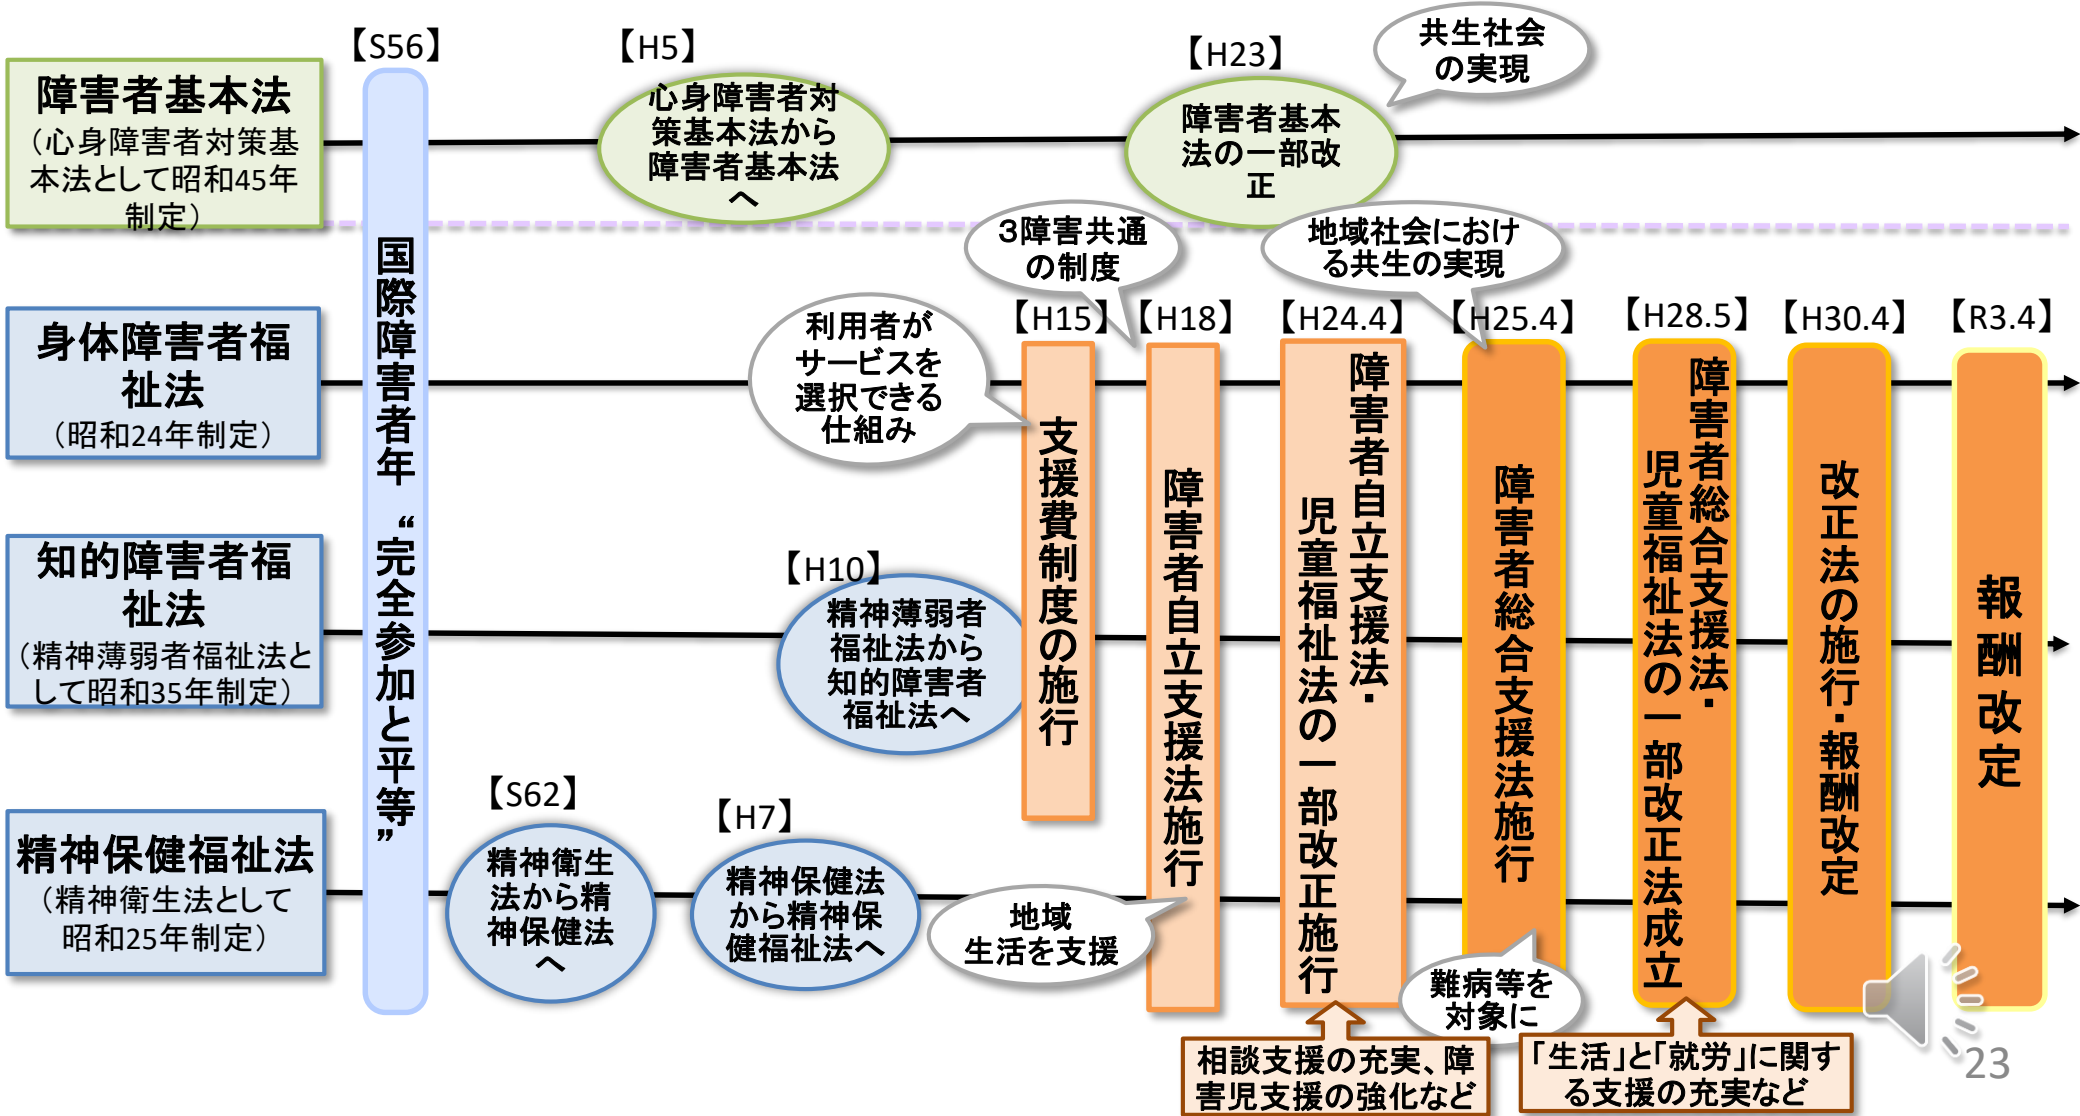 【S56】
【H5】
【H23】
共生社会
の実現
障害者基本法
（心身障害者対策基
本法として昭和45年
制定）
心身障害者対
策基本法から
障害者基本法
へ
障害者基本
法の一部改
正
国際障害者年 “完全参加と平等”
3障害共通
の制度
地域社会におけ
る共生の実現
【H15】
【H18】
【H24.4】
【H25.4】
【H28.5】
【H30.4】
【R3.4】
身体障害者福
祉法
（昭和24年制定）
利用者が
サービスを
選択できる
仕組み
支援費制度の施行
障害者自立支援法施行
障害者自立支援法・
児童福祉法の一部改正施行
障害者総合支援法施行
障害者総合支援法・
児童福祉法の一部改正法成立
改正法の施行・報酬改定
報酬改定
知的障害者福
祉法
（精神薄弱者福祉法と
して昭和35年制定）
【H10】
精神薄弱者
福祉法から
知的障害者
福祉法へ
精神保健福祉法
（精神衛生法として
昭和25年制定）
【S62】
精神衛生
法から精
神保健法
へ
【H7】
精神保健法
から精神保
健福祉法へ
地域
生活を支援
難病等を
対象に
相談支援の充実、障
害児支援の強化など
「生活」と「就労」に関す
る支援の充実など
23